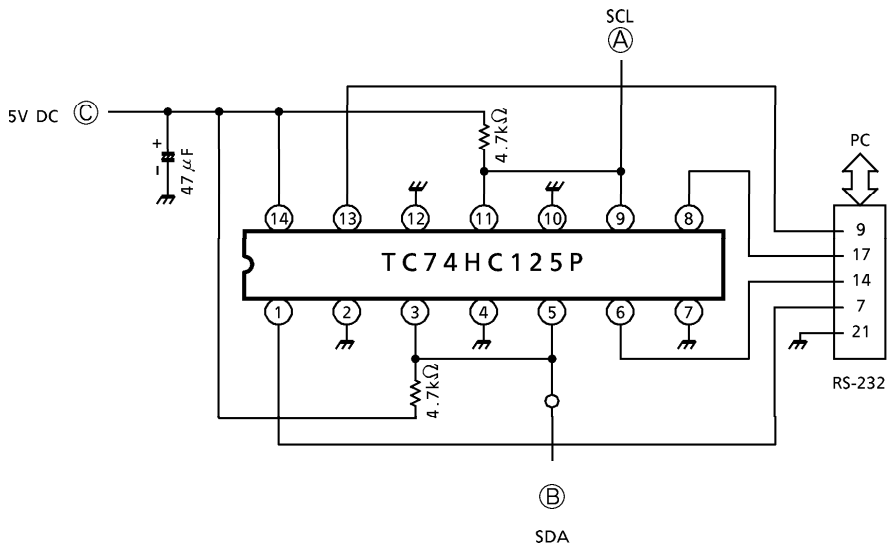 SCL
A
5V DC C
4.7kΩ
PC
+
-
47μF
14 13 12 11 10 9 8
9
TC74HC125P
17
14
1 2 3 4 5 6 7
7
21
4.7kΩ
RS-232
B
SDA